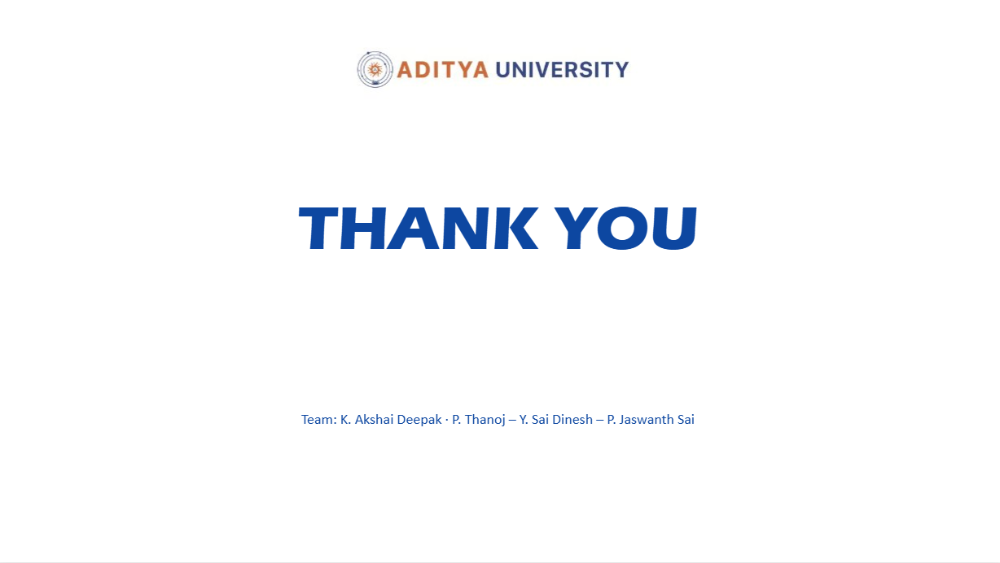 ADITYA UNIVERSITY
THANK YOU
Team: K. Akshai Deepak · P. Thanoj – Y. Sai Dinesh – P. Jaswanth Sai